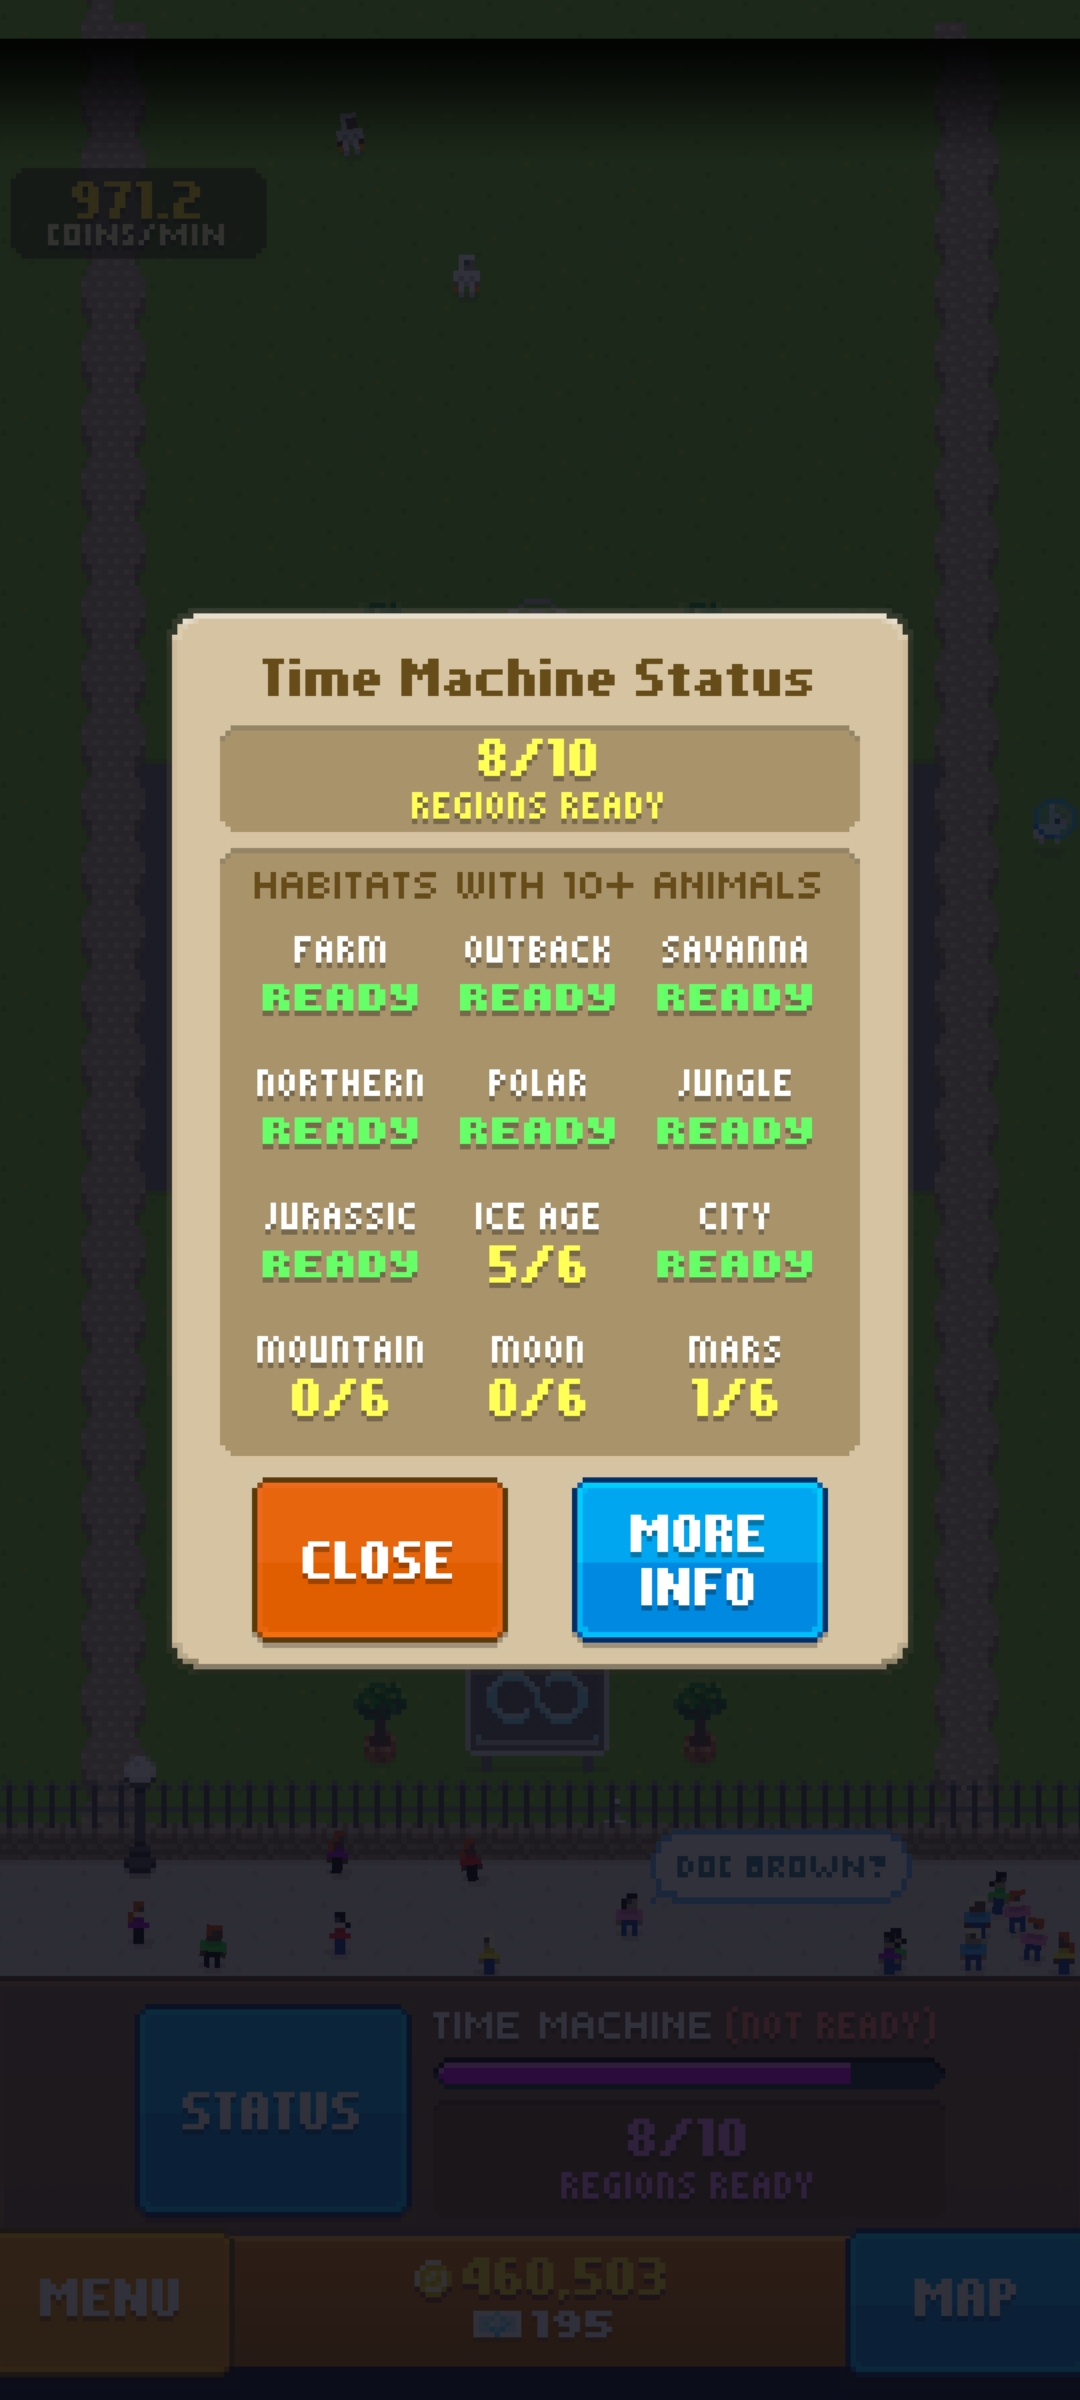 971.2
COINS/MIN
Time Machine Status
8/10
REGIONS READY
HABITATS WITH 10+ ANIMALS
FARM OUTBACK SAVANNA
READY READY READY
NORTHERN POLAR JUNGLE
READY READY READY
JURASSIC ICE AGE CITY
READY 5/6 READY
MOUNTAIN MOON MARS
0/6 0/6 1/6
CLOSE
MORE
INFO
DOC BROWN?
TIME MACHINE (NOT READY)
STATUS
8/10
REGIONS READY
MENU
460,503
195
MAP